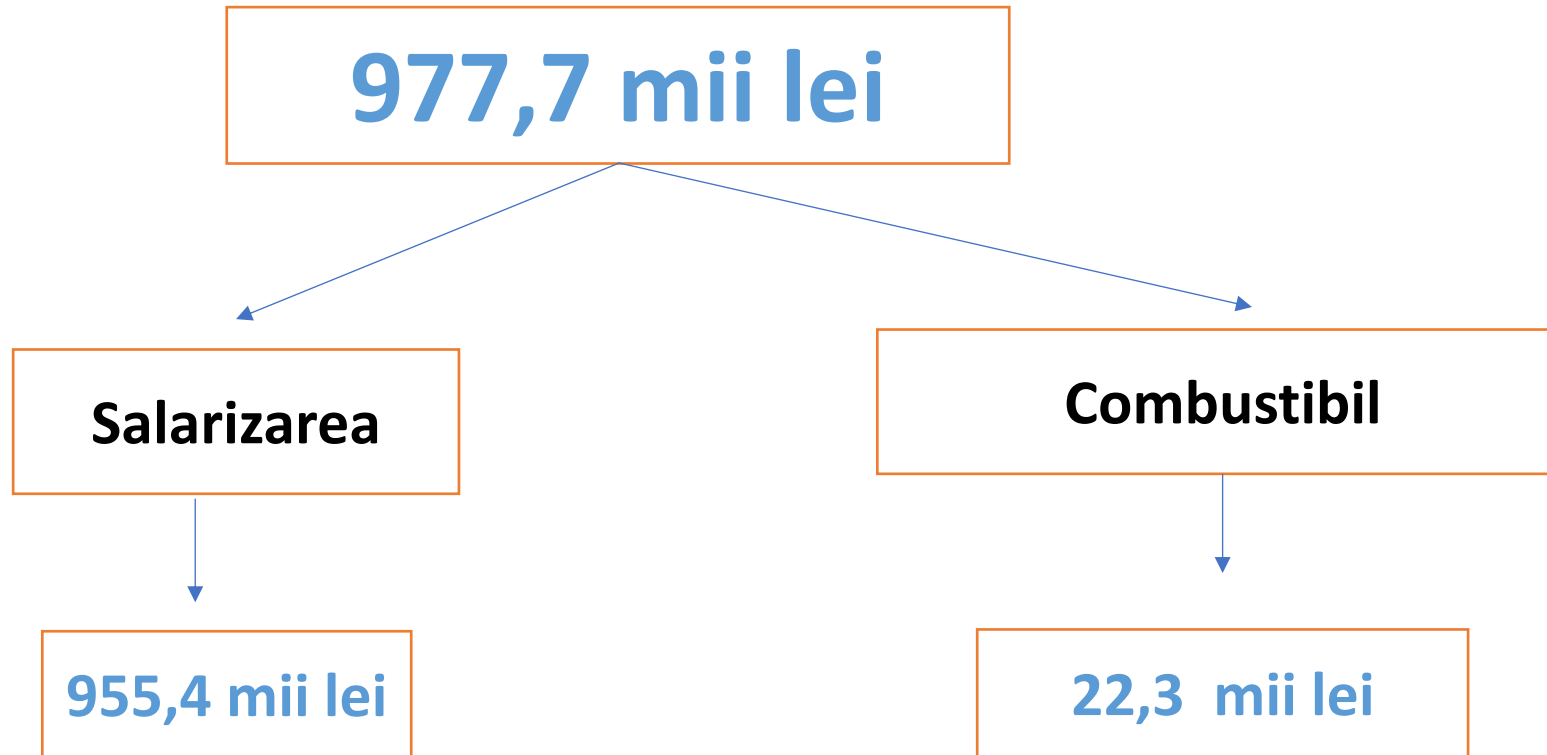 977,7 mii lei
Salarizarea
Combustibil
955,4 mii lei
22,3  mii lei